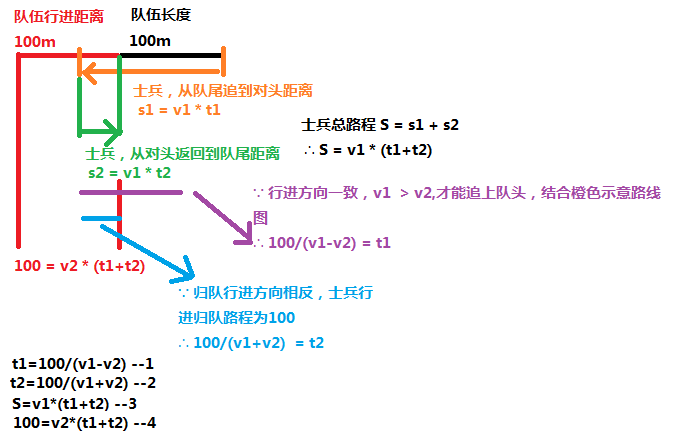 队伍行进距离
100m
队伍长度
100m
士兵，从队尾追到对头距离
s1 = v1 * t1
士兵总路程 S = s1 + s2
∴ S = v1 * (t1+t2)
士兵，从对头返回到队尾距离
s2 = v1 * t2
∵ 行进方向一致，v1 > v2,才能追上队头，结合橙色示意路线
图
∴ 100/(v1-v2) = t1
100 = v2 * (t1+t2)
∵ 归队行进方向相反，士兵行
进归队路程为100
∴ 100/(v1+v2) = t2
t1=100/(v1-v2) --1
t2=100/(v1+v2) --2
S=v1*(t1+t2) --3
100=v2*(t1+t2) --4